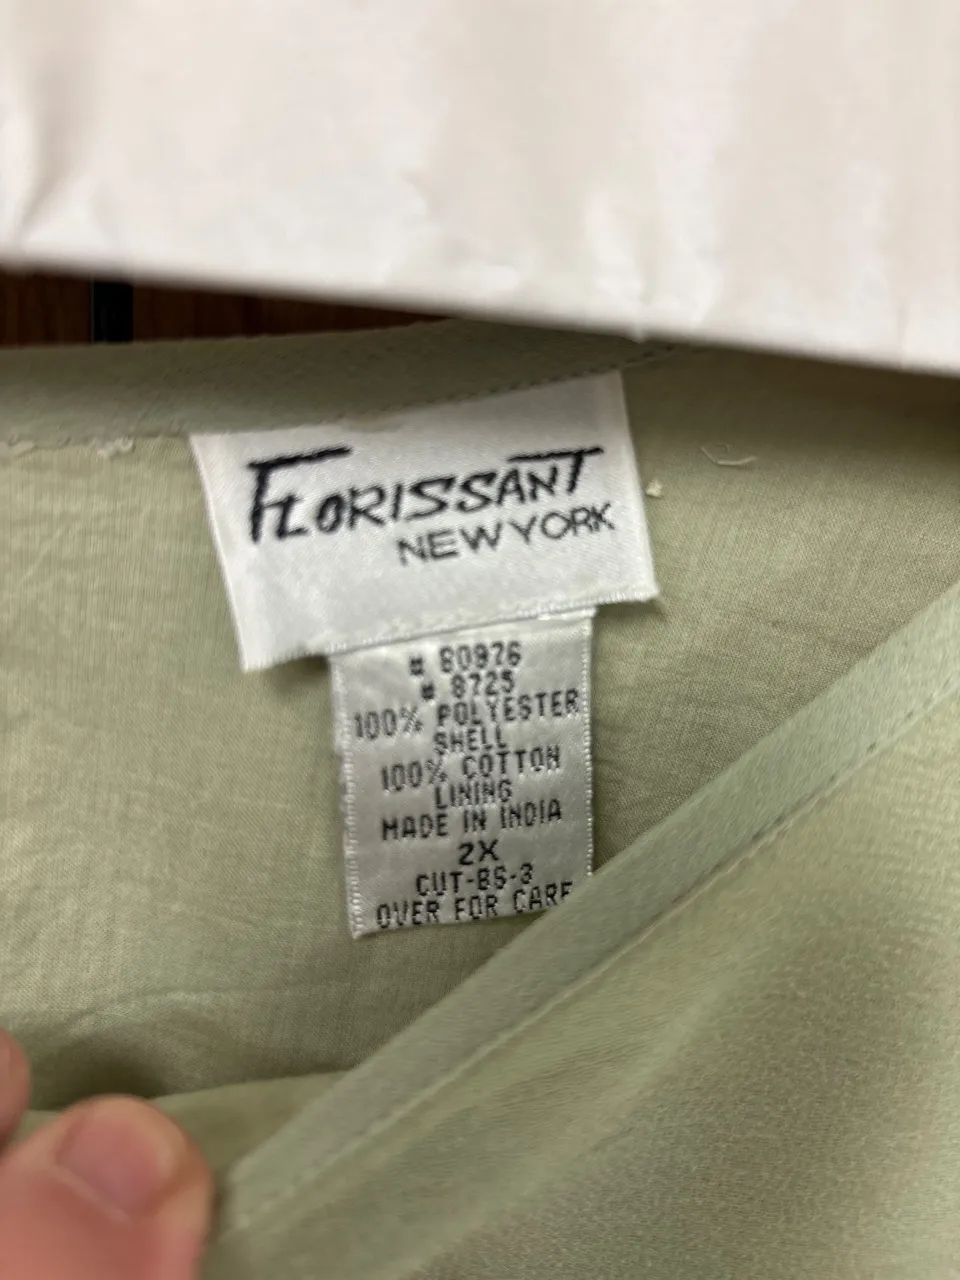 FLORISSANT
NEW YORK
# 80926
# 8725
100% POLYESTER
SHELL
100% COTTON
LINING
MADE IN INDIA
2X
CUT-BS-3
OVER FOR CARE